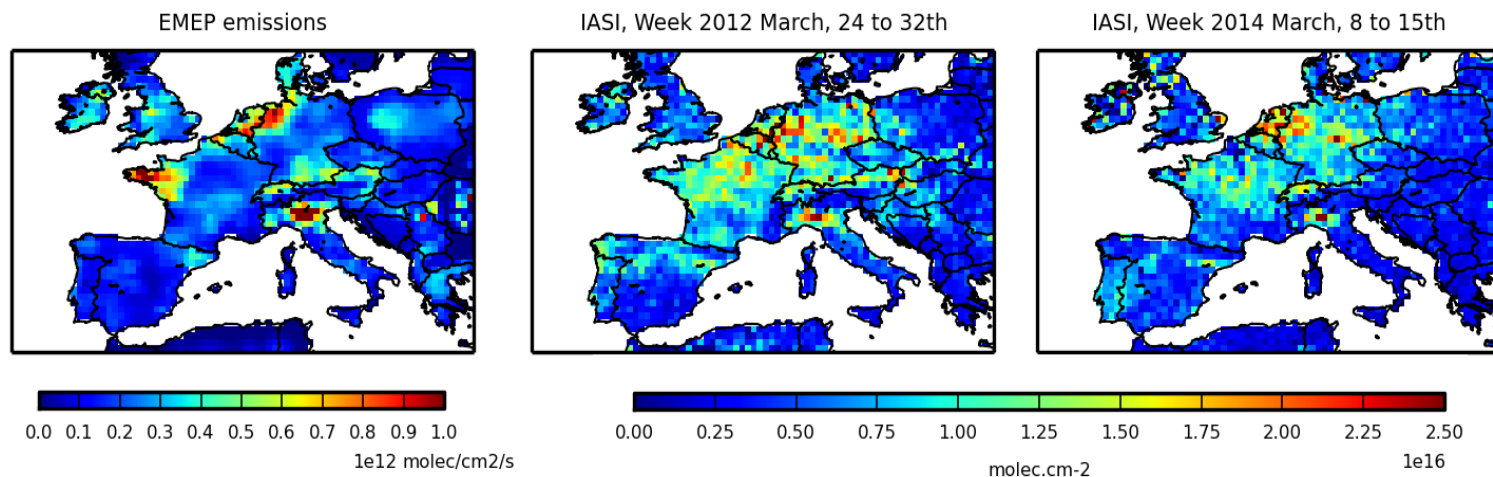 EMEP emissions
IASI, Week 2012 March, 24 to 32th
IASI, Week 2014 March, 8 to 15th
0.0 0.1 0.2 0.3 0.4 0.5 0.6 0.7 0.8 0.9 1.0
1e12 molec/cm2/s
0.00 0.25 0.50 0.75 1.00 1.25 1.50 1.75 2.00 2.25 2.50
molec.cm-2
1e16